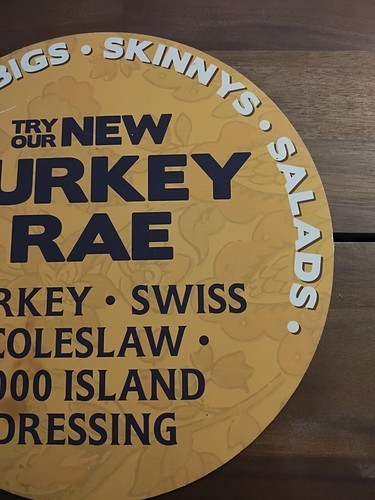 BIGS • SKINNYS • SALADS •
TRY OUR NEW
URKEY
RAE
RKEY • SWISS
COLESLAW •
000 ISLAND
DRESSING